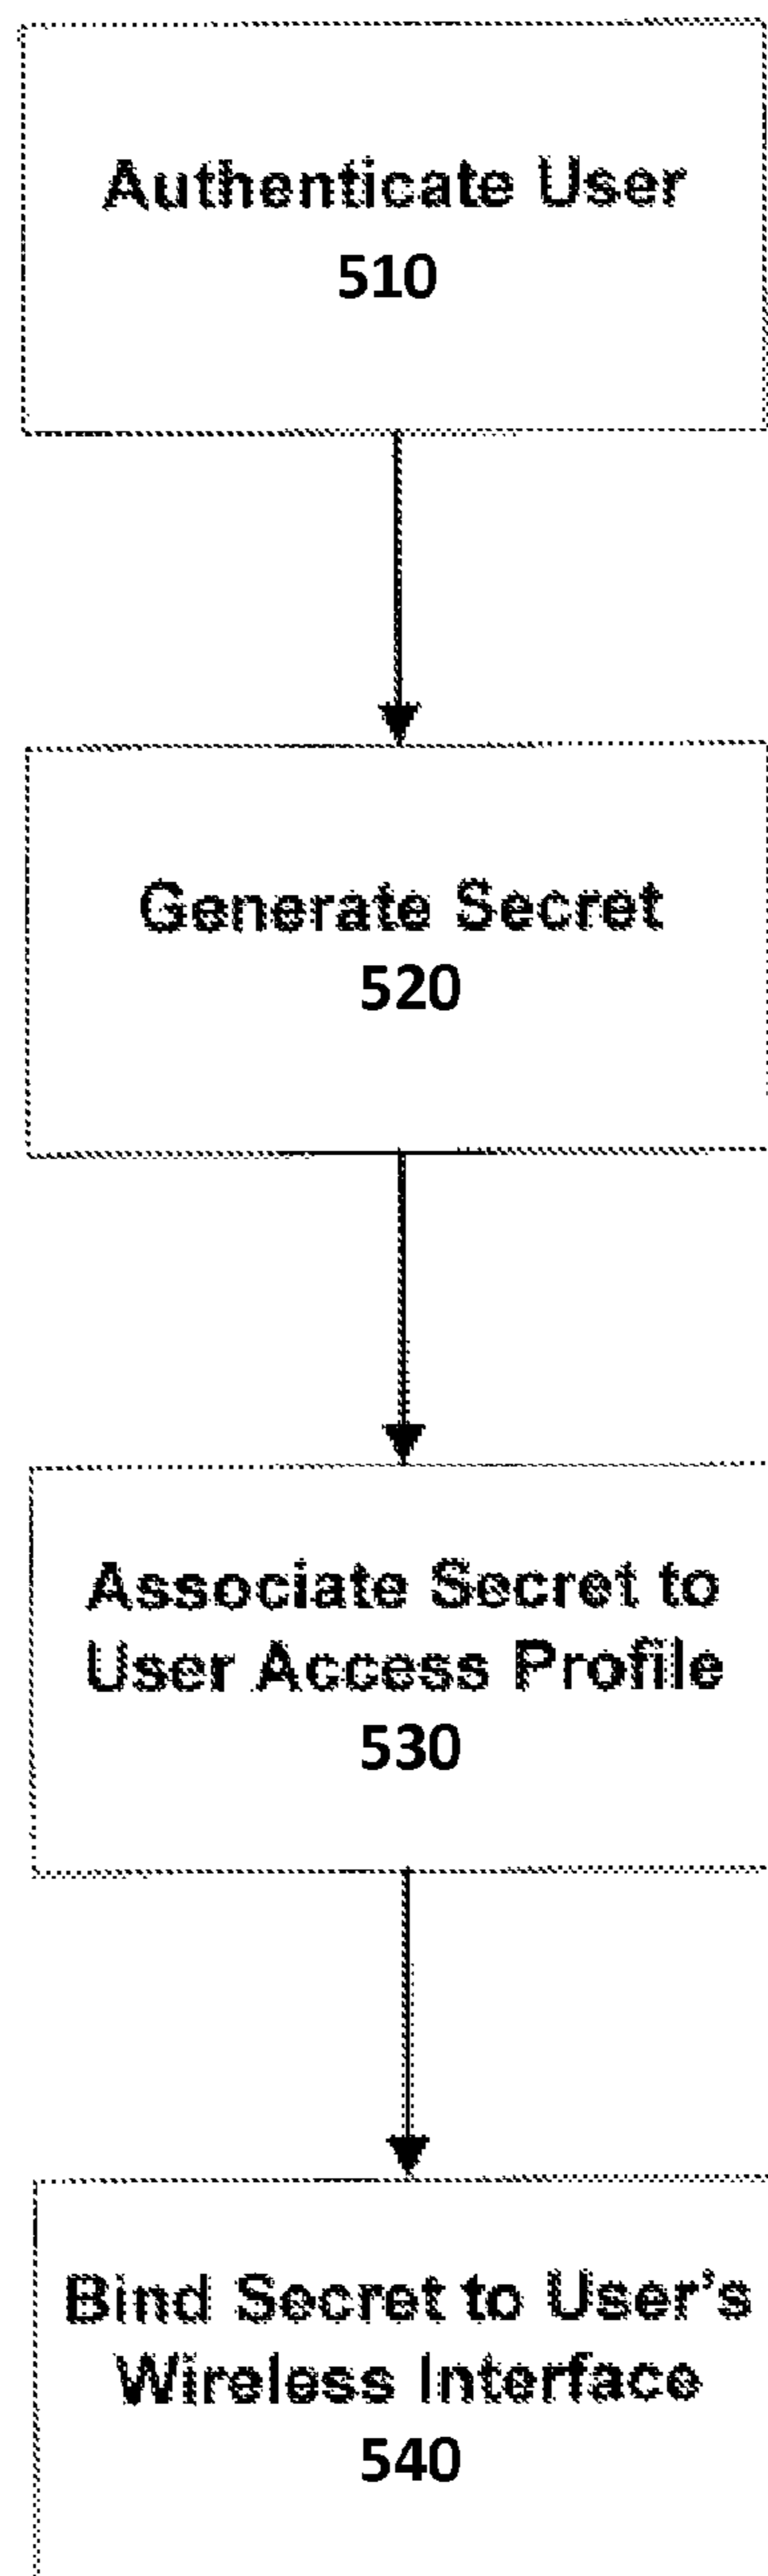 Authenticate User
510
Generate Secret
520
Associate Secret to
User Access Profile
530
Bind Secret to User's
Wireless Interface
540